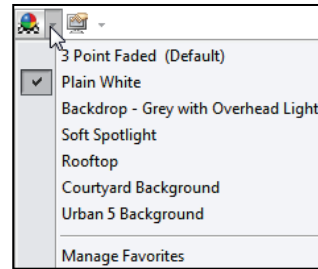 3 Point Faded (Default)
Plain White
Backdrop - Grey with Overhead Light
Soft Spotlight
Rooftop
Courtyard Background
Urban 5 Background
Manage Favorites